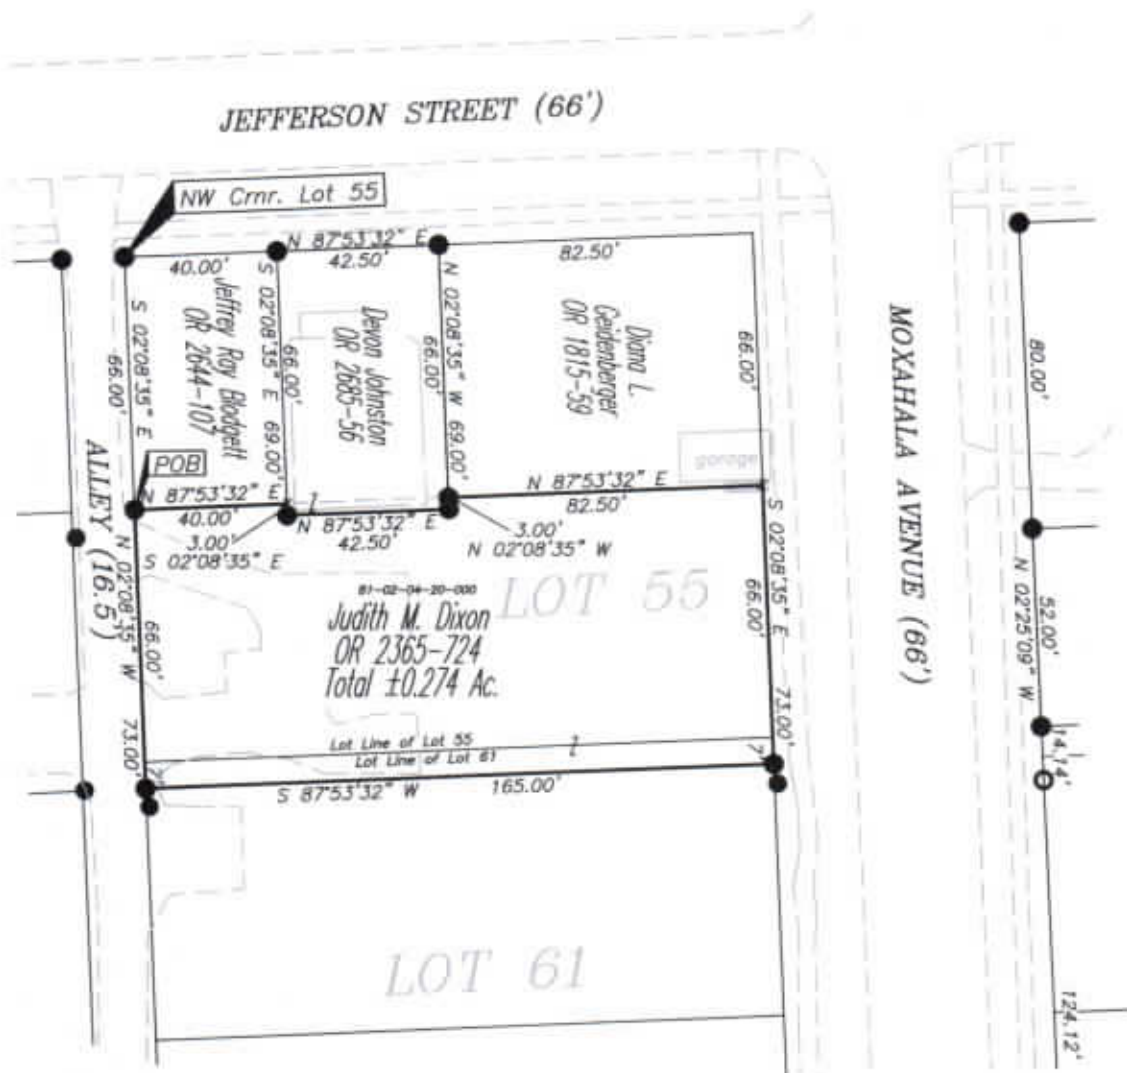 JEFFERSON STREET (66')
NW Crnr. Lot 55
N 87°53'32" E
40.00'
42.50'
82.50'
S 02°08'35" E
66.00'
Jeffrey Ray Blodgett
OR 2644-107
S 02°08'35" E 69.00'
66.00'
Devon Johnston
OR 2685-56
N 02°08'35" W 69.00'
66.00'
Diana L.
Geidenberger
OR 1815-59
66.00'
garage
MOXAHALA AVENUE (66')
80.00'
ALLEY (16.5')
POB
N 87°53'32" E
40.00'
3.00'
S 02°08'35" E
N 87°53'32" E
42.50'
N 87°53'32" E
82.50'
3.00'
N 02°08'35" W
N 02°08'35" W 73.00'
66.00'
S 02°08'35" E 73.00'
66.00'
N 02°25'09" W
52.00'
14.14'
124.12'
81-02-04-20-000
Judith M. Dixon
OR 2365-724
Total ±0.274 Ac.
LOT 55
Lot Line of Lot 55
Lot Line of Lot 61
7'
7'
S 87°53'32" W 165.00'
LOT 61